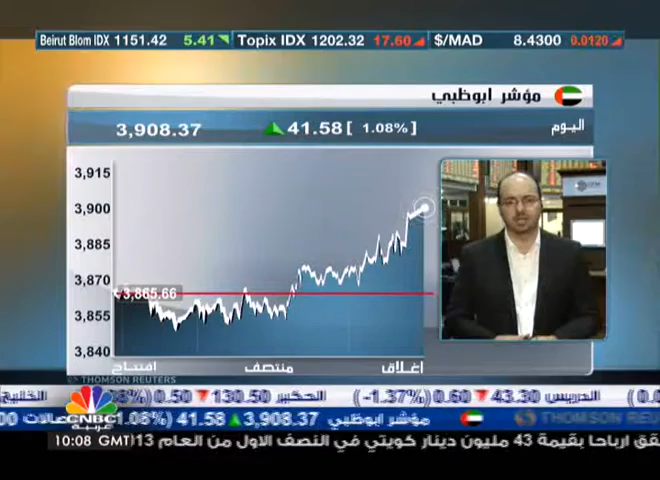 Beirut Blom IDX 1151.42 5.41 Topix IDX 1202.32 17.60 $/MAD 8.4300 0.0120
مؤشر ابوظبي
3,908.37 41.58 [ 1.08% ] اليوم
3,915
3,900
3,885
3,870
3,865.66
3,855
3,840
افتتاح منتصف اغلاق
THOMSON REUTERS
الدريس 43.30 0.60 (-1.37%) الحكير 130.50 0.50
الخليج
مؤشر ابوظبي 3,908.37 41.58 (1.08%)
THOMSON REUTERS
CNBC
عربية
10:08 GMT
قق ارباحا بقيمة 43 مليون دينار كويتي في النصف الاول من العام 13